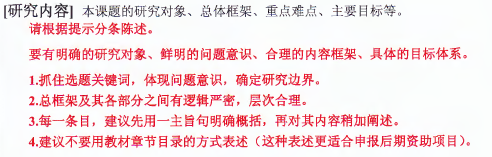 [研究内容] 本课题的研究对象、总体框架、重点难点、主要目标等。
请根据提示分条陈述。
要有明确的研究对象、鲜明的问题意识、合理的内容框架、具体的目标体系。
1.抓住选题关键词，体现问题意识，确定研究边界。
2.总框架及其各部分之间有逻辑严密，层次合理。
3.每一条目，建议先用一主旨句明确概括，再对其内容稍加阐述。
4.建议不要用教材章节目录的方式表述（这种表述更适合申报后期资助项目）。